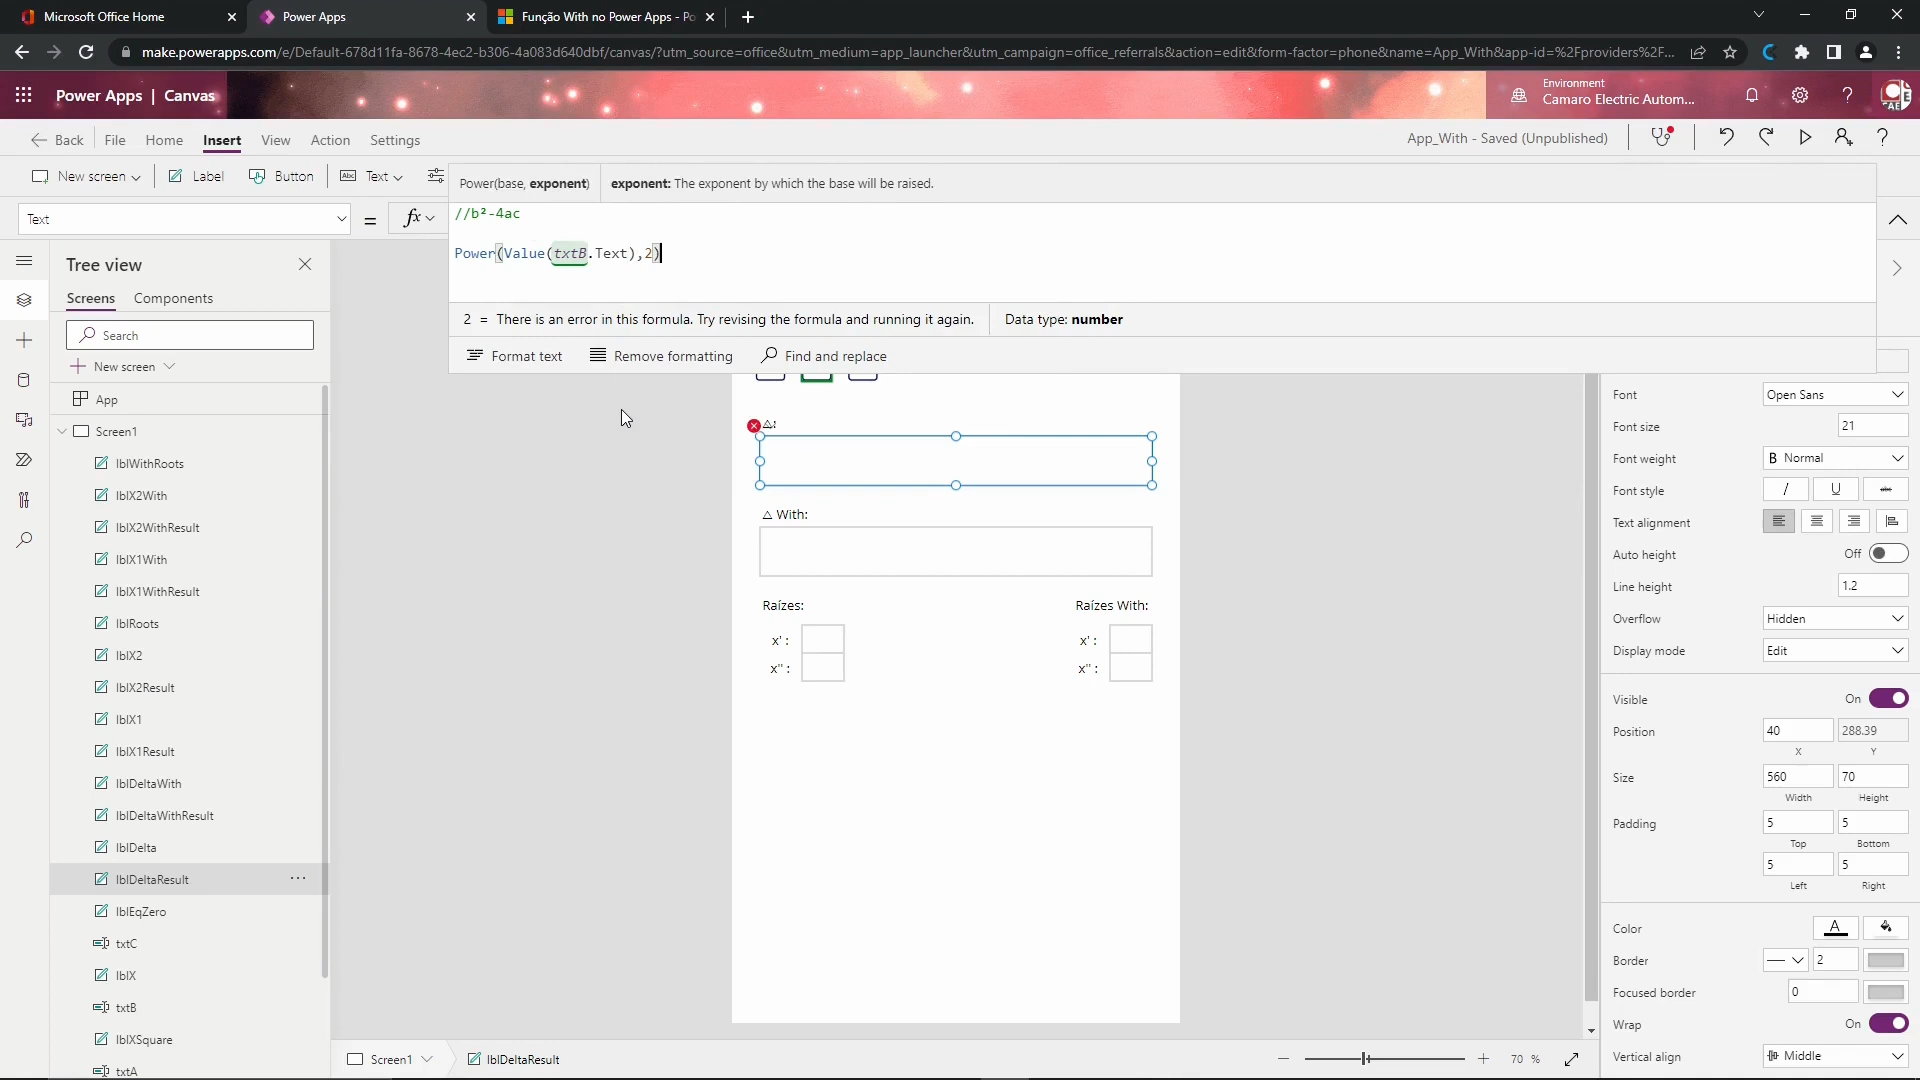 Microsoft Office Home
Power Apps
Função With no Power Apps - Po
make.powerapps.com/e/Default-678d11fa-8678-4ec2-b306-4a083d640dbf/canvas/?utm_source=office&utm_medium=app_launcher&utm_campaign=office_referrals&action=edit&form-factor=phone&name=App_With&app-id=%2Fproviders%2F...
Power Apps | Canvas
Environment
Camaro Electric Autom...
Back
File
Home
Insert
View
Action
Settings
App_With - Saved (Unpublished)
New screen
Label
Button
Text
Power(base, exponent)
exponent: The exponent by which the base will be raised.
Text
=
fx
//b²-4ac
Power(Value(txtB.Text),2)
2 = There is an error in this formula. Try revising the formula and running it again.
Data type: number
Format text
Remove formatting
Find and replace
Tree view
Screens
Components
Search
New screen
App
Screen1
lblWithRoots
lblX2With
lblX2WithResult
lblX1With
lblX1WithResult
lblRoots
lblX2
lblX2Result
lblX1
lblX1Result
lblDeltaWith
lblDeltaWithResult
lblDelta
lblDeltaResult
lblEqZero
txtC
lblX
txtB
lblXSquare
txtA
△:
△ With:
Raízes:
Raízes With:
x':
x':
x":
x":
Font
Open Sans
Font size
21
Font weight
B Normal
Font style
/ U abc
Text alignment
Auto height
Off
Line height
1.2
Overflow
Hidden
Display mode
Edit
Visible
On
Position
40
288.39
X
Y
Size
560
70
Width
Height
Padding
5
5
Top
Bottom
5
5
Left
Right
Color
A
Border
2
Focused border
0
Wrap
On
Vertical align
Middle
Screen1
lblDeltaResult
70 %